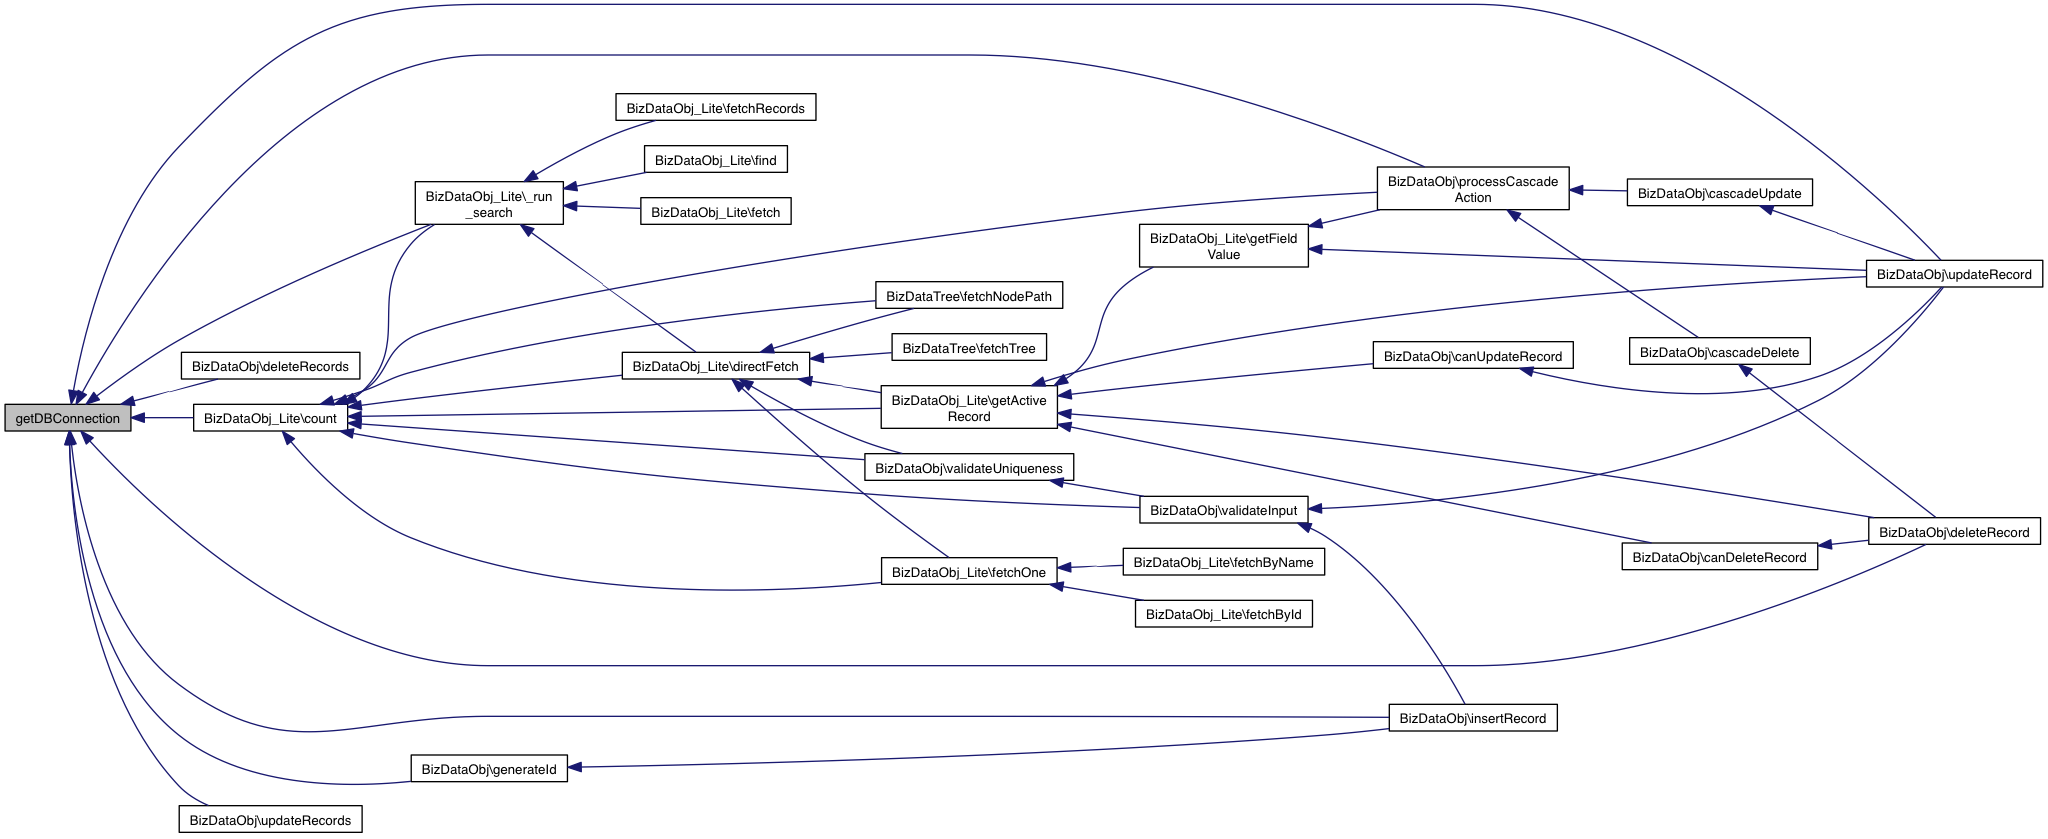 BizDataObj_Lite\fetchRecords
BizDataObj_Lite\find
BizDataObj\processCascade
Action
BizDataObj\cascadeUpdate
BizDataObj_Lite\_run
_search
BizDataObj_Lite\fetch
BizDataObj_Lite\getField
Value
BizDataObj\updateRecord
BizDataTree\fetchNodePath
BizDataTree\fetchTree
BizDataObj\canUpdateRecord
BizDataObj\cascadeDelete
BizDataObj\deleteRecords
BizDataObj_Lite\directFetch
BizDataObj_Lite\getActive
Record
getDBConnection
BizDataObj_Lite\count
BizDataObj\validateUniqueness
BizDataObj\validateInput
BizDataObj\deleteRecord
BizDataObj\canDeleteRecord
BizDataObj_Lite\fetchOne
BizDataObj_Lite\fetchByName
BizDataObj_Lite\fetchById
BizDataObj\insertRecord
BizDataObj\generateId
BizDataObj\updateRecords